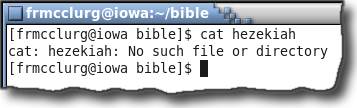 frmcclurg@iowa:~/bible
[frmcclurg@iowa bible]$ cat hezekiah
cat: hezekiah: No such file or directory
[frmcclurg@iowa bible]$